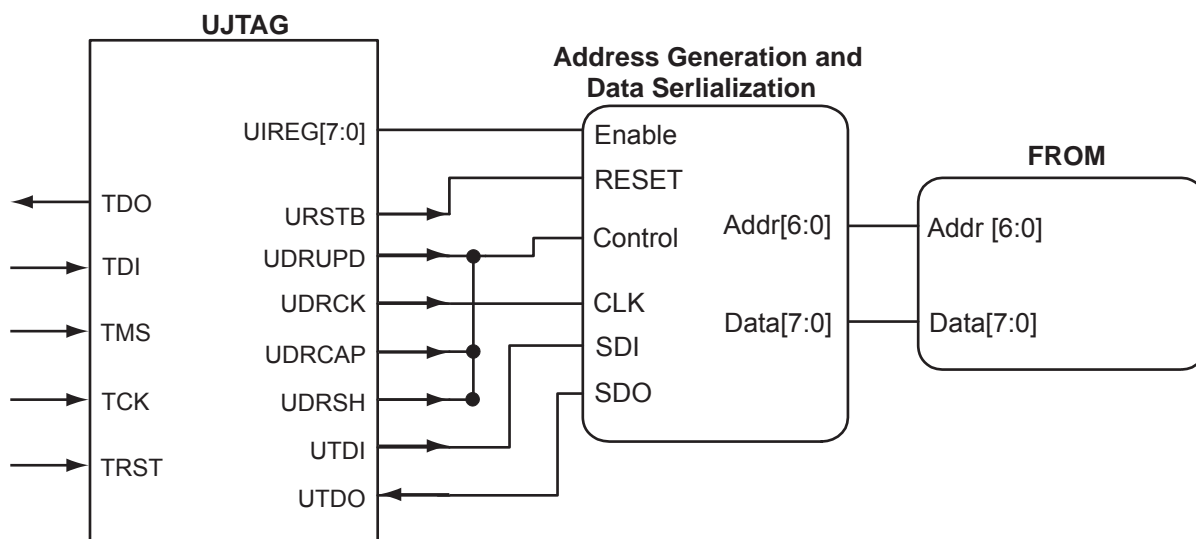 UJTAG
TDO
TDI
TMS
TCK
TRST
UIREG[7:0]
URSTB
UDRUPD
UDRCK
UDRCAP
UDRSH
UTDI
UTDO
Address Generation and
Data Serlialization
Enable
RESET
Control
CLK
SDI
SDO
Addr[6:0]
Data[7:0]
FROM
Addr [6:0]
Data[7:0]